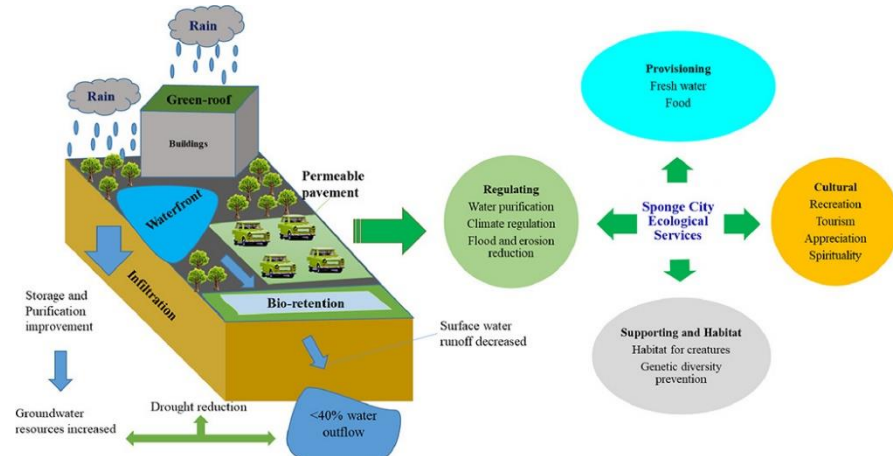 Rain
Rain
Green-roof
Buildings
Permeable
pavement
Waterfront
Infiltration
Bio-retention
Storage and
Purification
improvement
Surface water
runoff decreased
Groundwater
resources increased
Drought reduction
<40% water
outflow
Provisioning
Fresh water
Food
Regulating
Water purification
Climate regulation
Flood and erosion
reduction
Sponge City
Ecological
Services
Cultural
Recreation
Tourism
Appreciation
Spirituality
Supporting and Habitat
Habitat for creatures
Genetic diversity
prevention